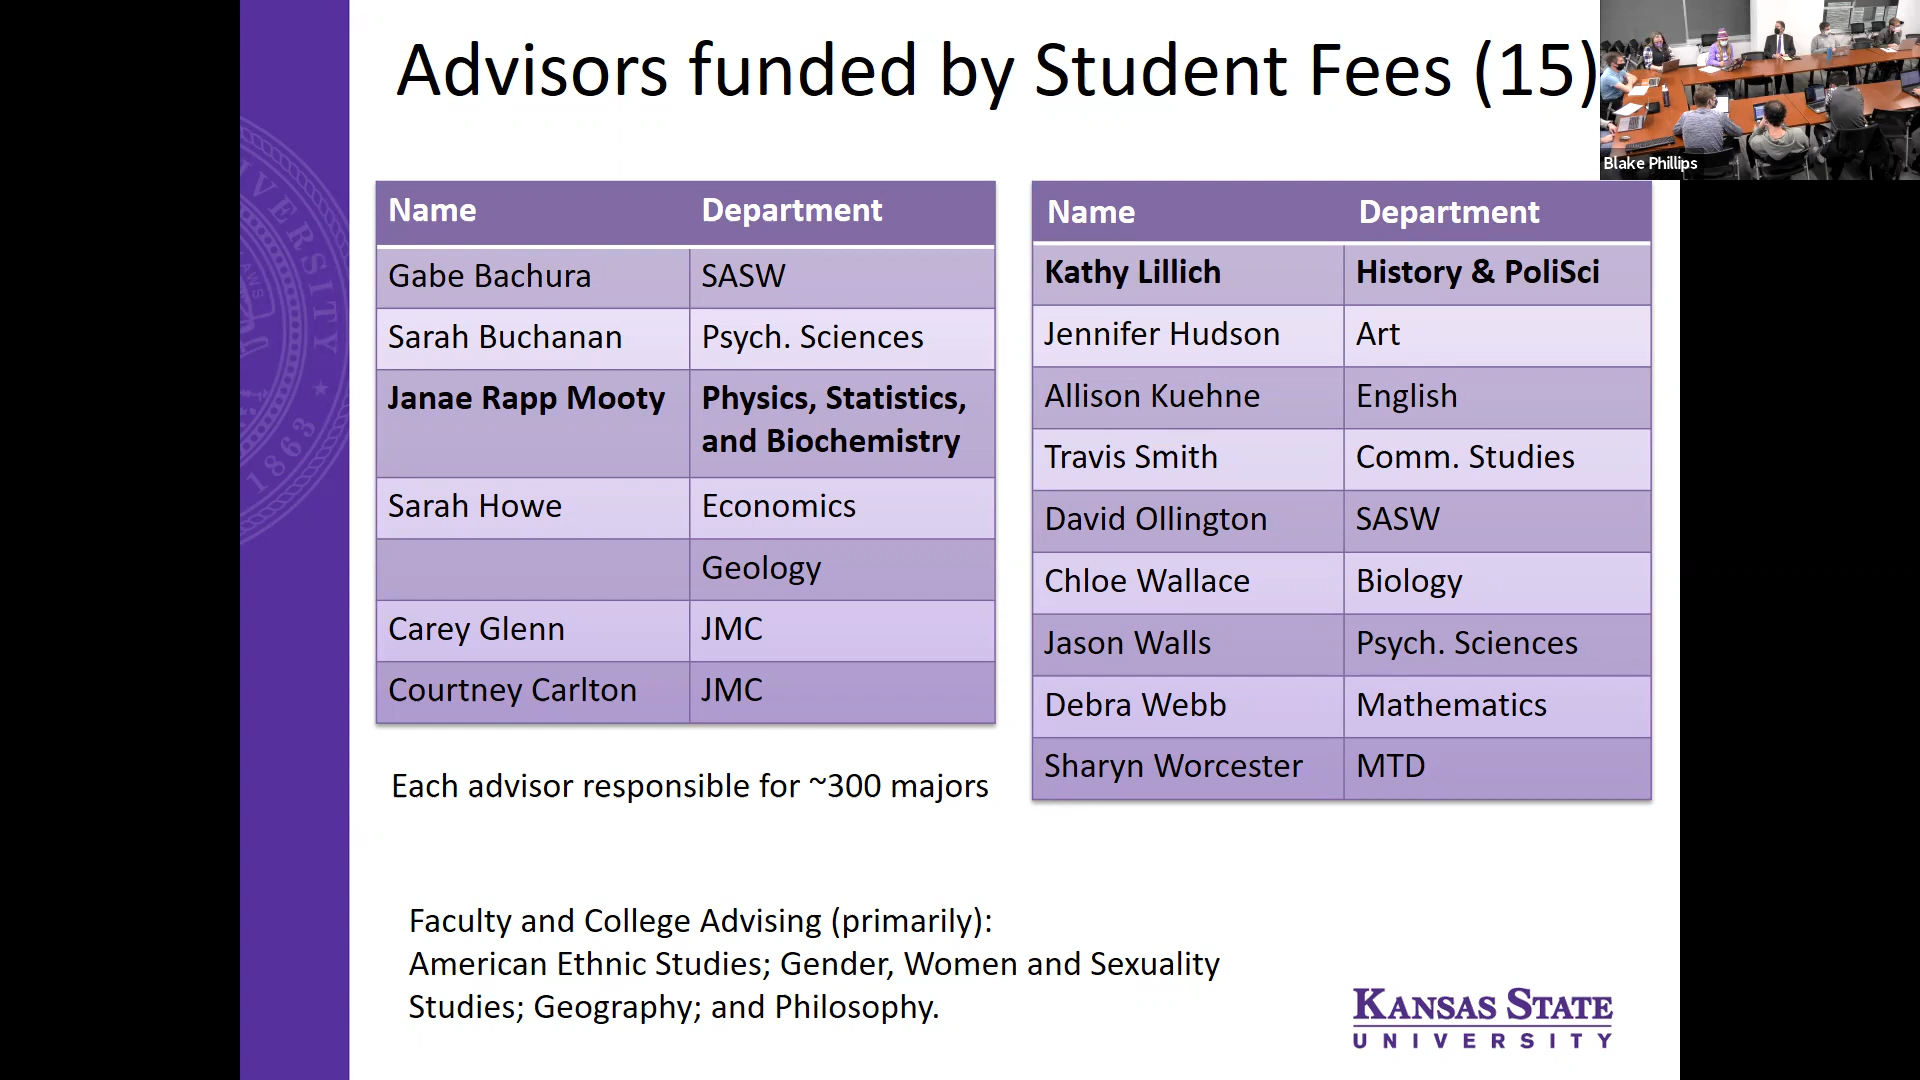 Advisors funded by Student Fees (15)
Blake Phillips
Name Department
Gabe Bachura SASW
Sarah Buchanan Psych. Sciences
Janae Rapp Mooty Physics, Statistics,
and Biochemistry
Sarah Howe Economics
Geology
Carey Glenn JMC
Courtney Carlton JMC
Name Department
Kathy Lillich History & PoliSci
Jennifer Hudson Art
Allison Kuehne English
Travis Smith Comm. Studies
David Ollington SASW
Chloe Wallace Biology
Jason Walls Psych. Sciences
Debra Webb Mathematics
Sharyn Worcester MTD
Each advisor responsible for ~300 majors
Faculty and College Advising (primarily):
American Ethnic Studies; Gender, Women and Sexuality
Studies; Geography; and Philosophy.
KANSAS STATE
UNIVERSITY
IVERSITY
1863